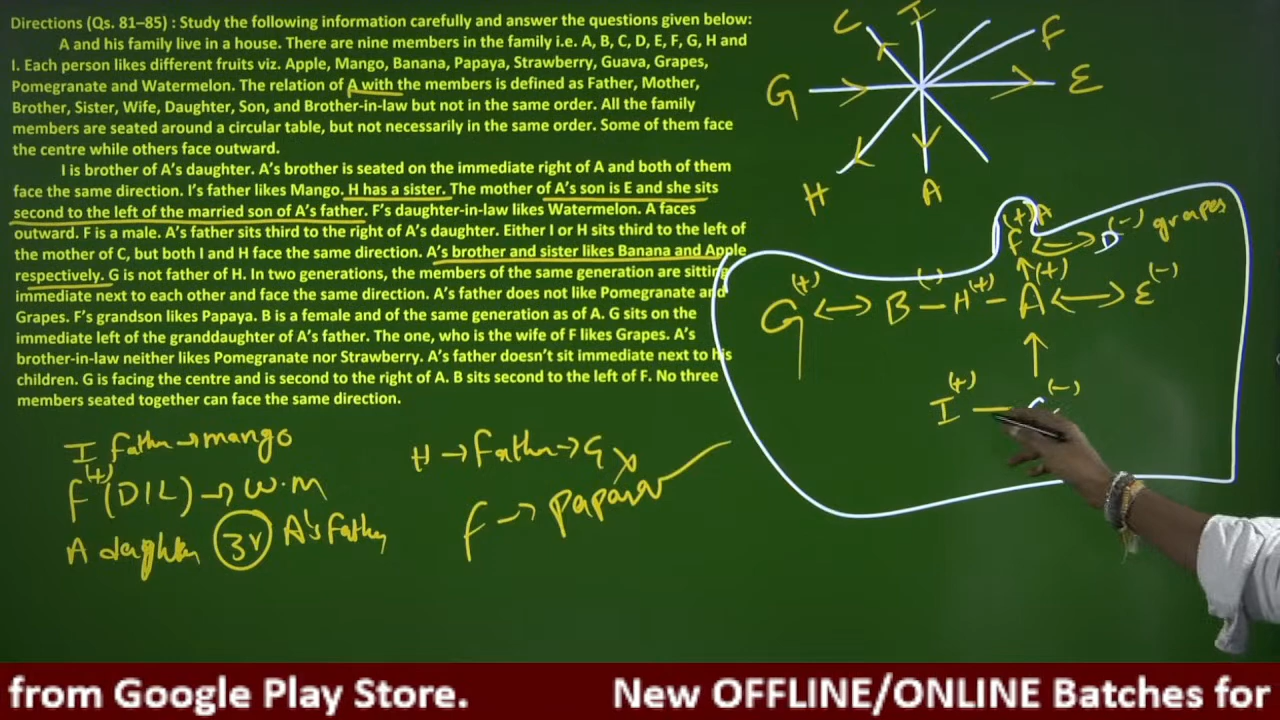 Directions (Qs. 81–85) : Study the following information carefully and answer the questions given below:
A and his family live in a house. There are nine members in the family i.e. A, B, C, D, E, F, G, H and
I. Each person likes different fruits viz. Apple, Mango, Banana, Papaya, Strawberry, Guava, Grapes,
Pomegranate and Watermelon. The relation of A with the members is defined as Father, Mother,
Brother, Sister, Wife, Daughter, Son, and Brother-in-law but not in the same order. All the family
members are seated around a circular table, but not necessarily in the same order. Some of them face
the centre while others face outward.
I is brother of A's daughter. A's brother is seated on the immediate right of A and both of them
face the same direction. I's father likes Mango. H has a sister. The mother of A's son is E and she sits
second to the left of the married son of A's father. F's daughter-in-law likes Watermelon. A faces
outward. F is a male. A's father sits third to the right of A's daughter. Either I or H sits third to the left of
the mother of C, but both I and H face the same direction. A's brother and sister likes Banana and Apple
respectively. G is not father of H. In two generations, the members of the same generation are sitting
immediate next to each other and face the same direction. A's father does not like Pomegranate and
Grapes. F's grandson likes Papaya. B is a female and of the same generation as of A. G sits on the
immediate left of the granddaughter of A's father. The one, who is the wife of F likes Grapes. A's
brother-in-law neither likes Pomegranate nor Strawberry. A's father doesn't sit immediate next to his
children. G is facing the centre and is second to the right of A. B sits second to the left of F. No three
members seated together can face the same direction.
C I F
G E
H A
(+) A
F (-) D grapes
(+) (-) (+) (+) (-)
G B - H - A E
(+) (-)
I
I Father → mango
(+)
F (D/L) → W.M
A daughter 3r A's Father
H → Father → G x
F → papaya
from Google Play Store. New OFFLINE/ONLINE Batches for